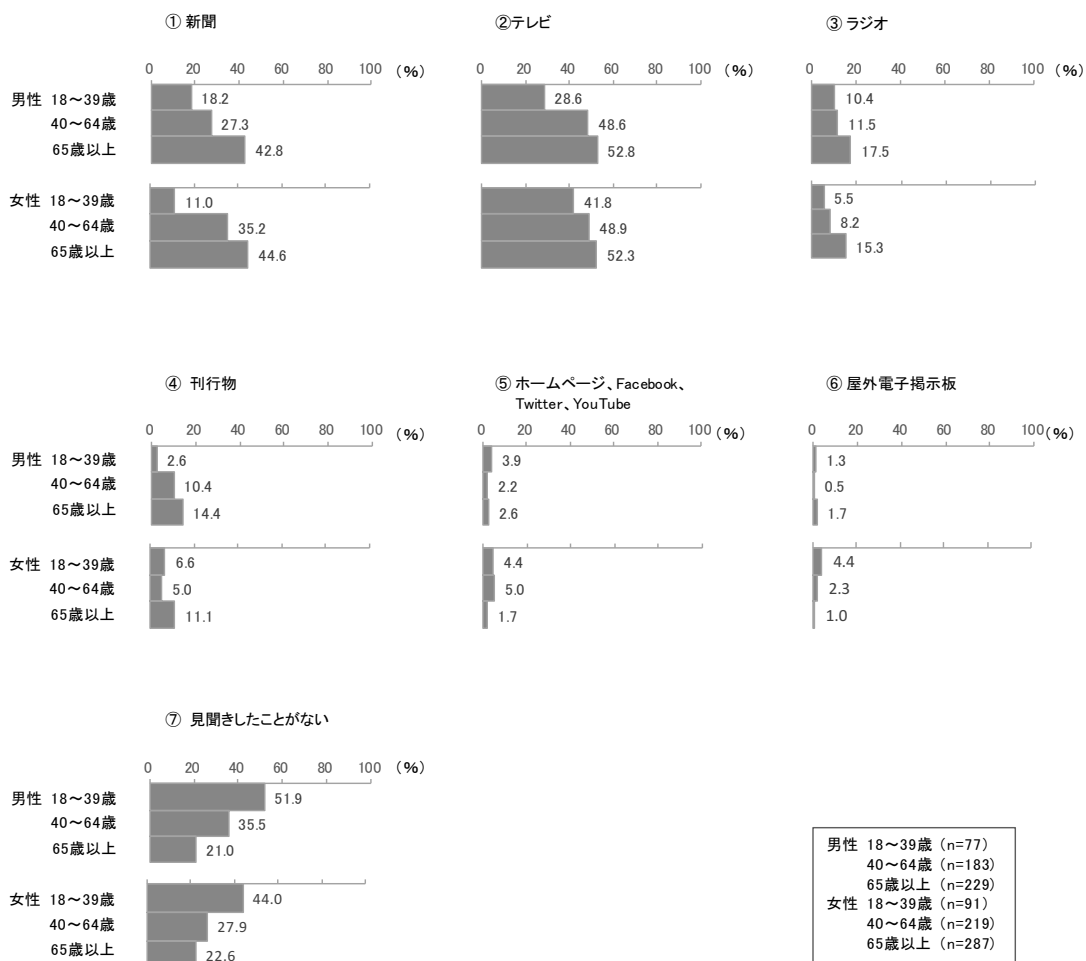 ① 新聞
0 20 40 60 80 100 (%)
男性 18～39歳 18.2
40～64歳 27.3
65歳以上 42.8
女性 18～39歳 11.0
40～64歳 35.2
65歳以上 44.6
②テレビ
0 20 40 60 80 100 (%)
28.6
48.6
52.8
41.8
48.9
52.3
③ ラジオ
0 20 40 60 80 100 (%)
10.4
11.5
17.5
5.5
8.2
15.3
④ 刊行物
0 20 40 60 80 100 (%)
男性 18～39歳 2.6
40～64歳 10.4
65歳以上 14.4
女性 18～39歳 6.6
40～64歳 5.0
65歳以上 11.1
⑤ ホームページ、Facebook、
Twitter、YouTube
0 20 40 60 80 100 (%)
3.9
2.2
2.6
4.4
5.0
1.7
⑥ 屋外電子掲示板
0 20 40 60 80 100 (%)
1.3
0.5
1.7
4.4
2.3
1.0
⑦ 見聞きしたことがない
0 20 40 60 80 100 (%)
男性 18～39歳 51.9
40～64歳 35.5
65歳以上 21.0
女性 18～39歳 44.0
40～64歳 27.9
65歳以上 22.6
男性 18～39歳 (n=77)
40～64歳 (n=183)
65歳以上 (n=229)
女性 18～39歳 (n=91)
40～64歳 (n=219)
65歳以上 (n=287)